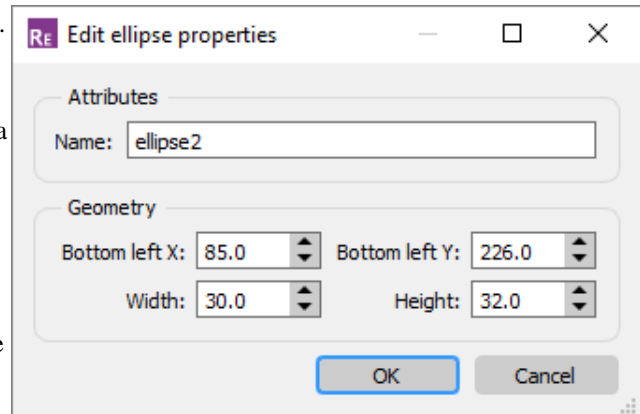 .
RE Edit ellipse properties
Attributes
a
Name: ellipse2
Geometry
Bottom left X: 85.0 Bottom left Y: 226.0
Width: 30.0 Height: 32.0
e
OK Cancel